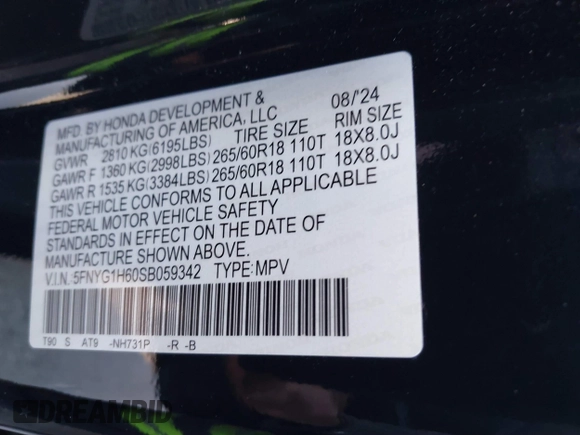 MFD. BY HONDA DEVELOPMENT & 08/'24
MANUFACTURING OF AMERICA, LLC
GVWR 2810 KG(6195LBS) TIRE SIZE RIM SIZE
GAWR F 1360 KG(2998LBS) 265/60R18 110T 18X8.0J
GAWR R 1535 KG(3384LBS) 265/60R18 110T 18X8.0J
THIS VEHICLE CONFORMS TO ALL APPLICABLE
FEDERAL MOTOR VEHICLE SAFETY
STANDARDS IN EFFECT ON THE DATE OF
MANUFACTURE SHOWN ABOVE.
V.I.N. 5FNYG1H60SB059342 TYPE:MPV
T90 S AT9 -NH731P -R -B
DREAMBID